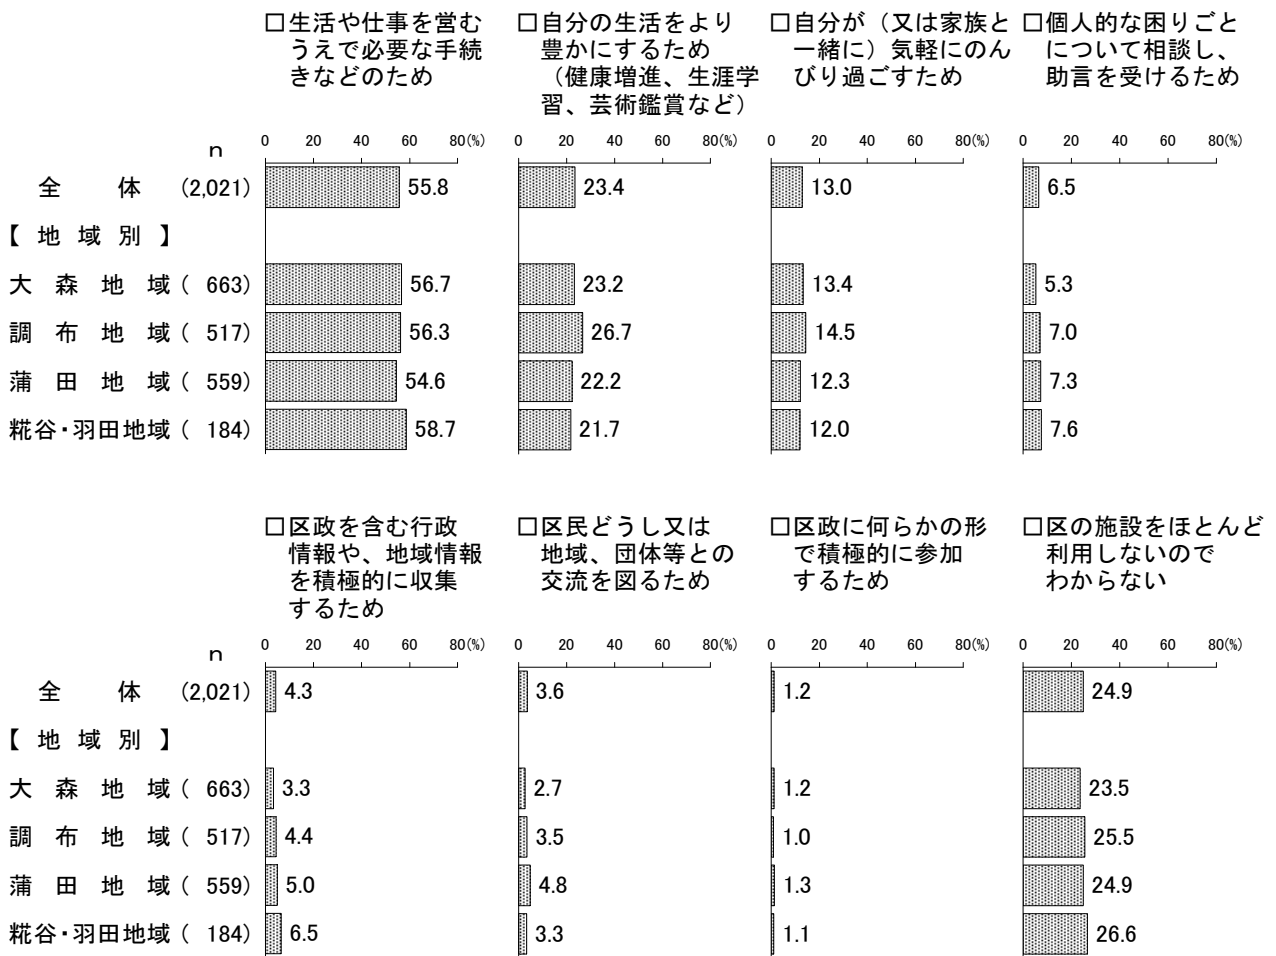 □生活や仕事を営む
うえで必要な手続
きなどのため
□自分の生活をより
豊かにするため
（健康増進、生涯学
習、芸術鑑賞など）
□自分が（又は家族と
一緒に）気軽にのん
びり過ごすため
□個人的な困りごと
について相談し、
助言を受けるため
0 20 40 60 80(%) 0 20 40 60 80(%) 0 20 40 60 80(%) 0 20 40 60 80(%)
n
全 体 (2,021) 55.8 23.4 13.0 6.5
【 地 域 別 】
大 森 地 域 ( 663) 56.7 23.2 13.4 5.3
調 布 地 域 ( 517) 56.3 26.7 14.5 7.0
蒲 田 地 域 ( 559) 54.6 22.2 12.3 7.3
糀谷・羽田地域 ( 184) 58.7 21.7 12.0 7.6
□区政を含む行政
情報や、地域情報
を積極的に収集
するため
□区民どうし又は
地域、団体等との
交流を図るため
□区政に何らかの形
で積極的に参加
するため
□区の施設をほとんど
利用しないので
わからない
0 20 40 60 80(%) 0 20 40 60 80(%) 0 20 40 60 80(%) 0 20 40 60 80(%)
n
全 体 (2,021) 4.3 3.6 1.2 24.9
【 地 域 別 】
大 森 地 域 ( 663) 3.3 2.7 1.2 23.5
調 布 地 域 ( 517) 4.4 3.5 1.0 25.5
蒲 田 地 域 ( 559) 5.0 4.8 1.3 24.9
糀谷・羽田地域 ( 184) 6.5 3.3 1.1 26.6